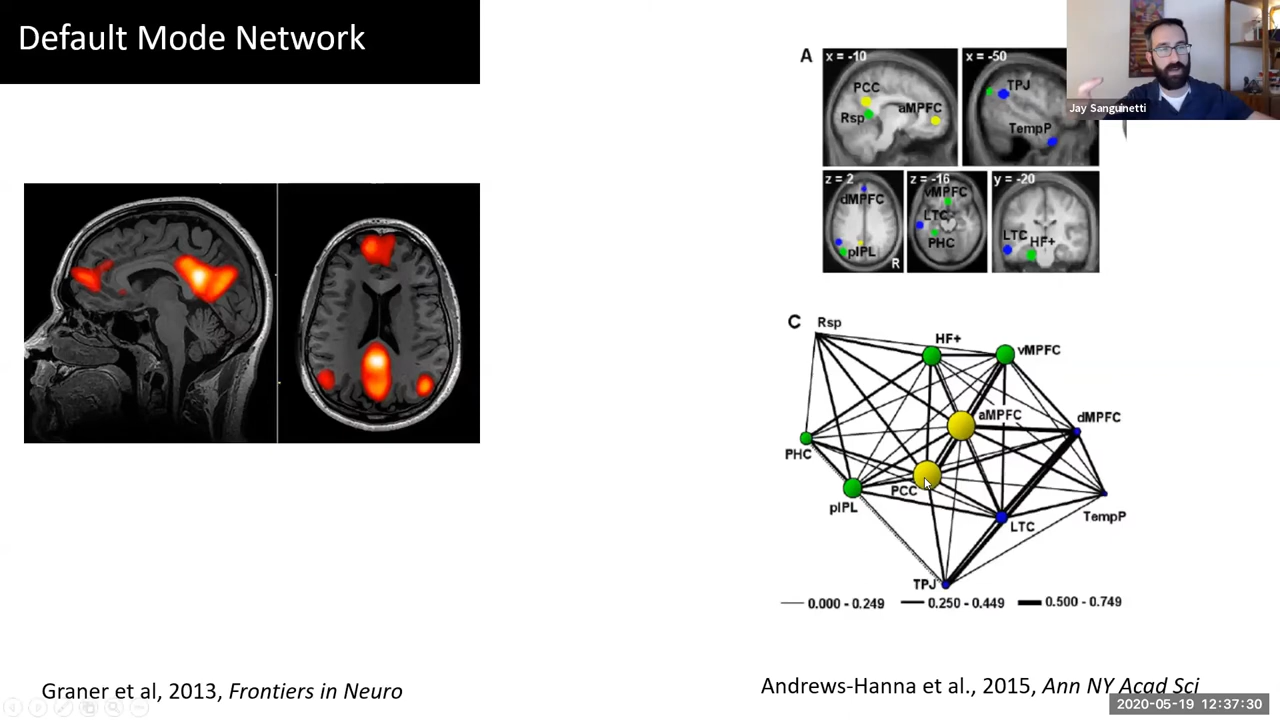 Default Mode Network
A
x = -10
x = -50
PCC
Rsp
aMPFC
TPJ
TempP
Jay Sanguinetti
z = 2
z = -16
y = -20
dMPFC
vMPFC
LTC
PHC
pIPL
R
LTC
HF+
C
Rsp
HF+
vMPFC
aMPFC
dMPFC
PHC
PCC
pIPL
LTC
TempP
TPJ
0.000 - 0.249
0.250 - 0.449
0.500 - 0.749
Graner et al, 2013, Frontiers in Neuro
Andrews-Hanna et al., 2015, Ann NY Acad Sci
2020-05-19 12:37:30